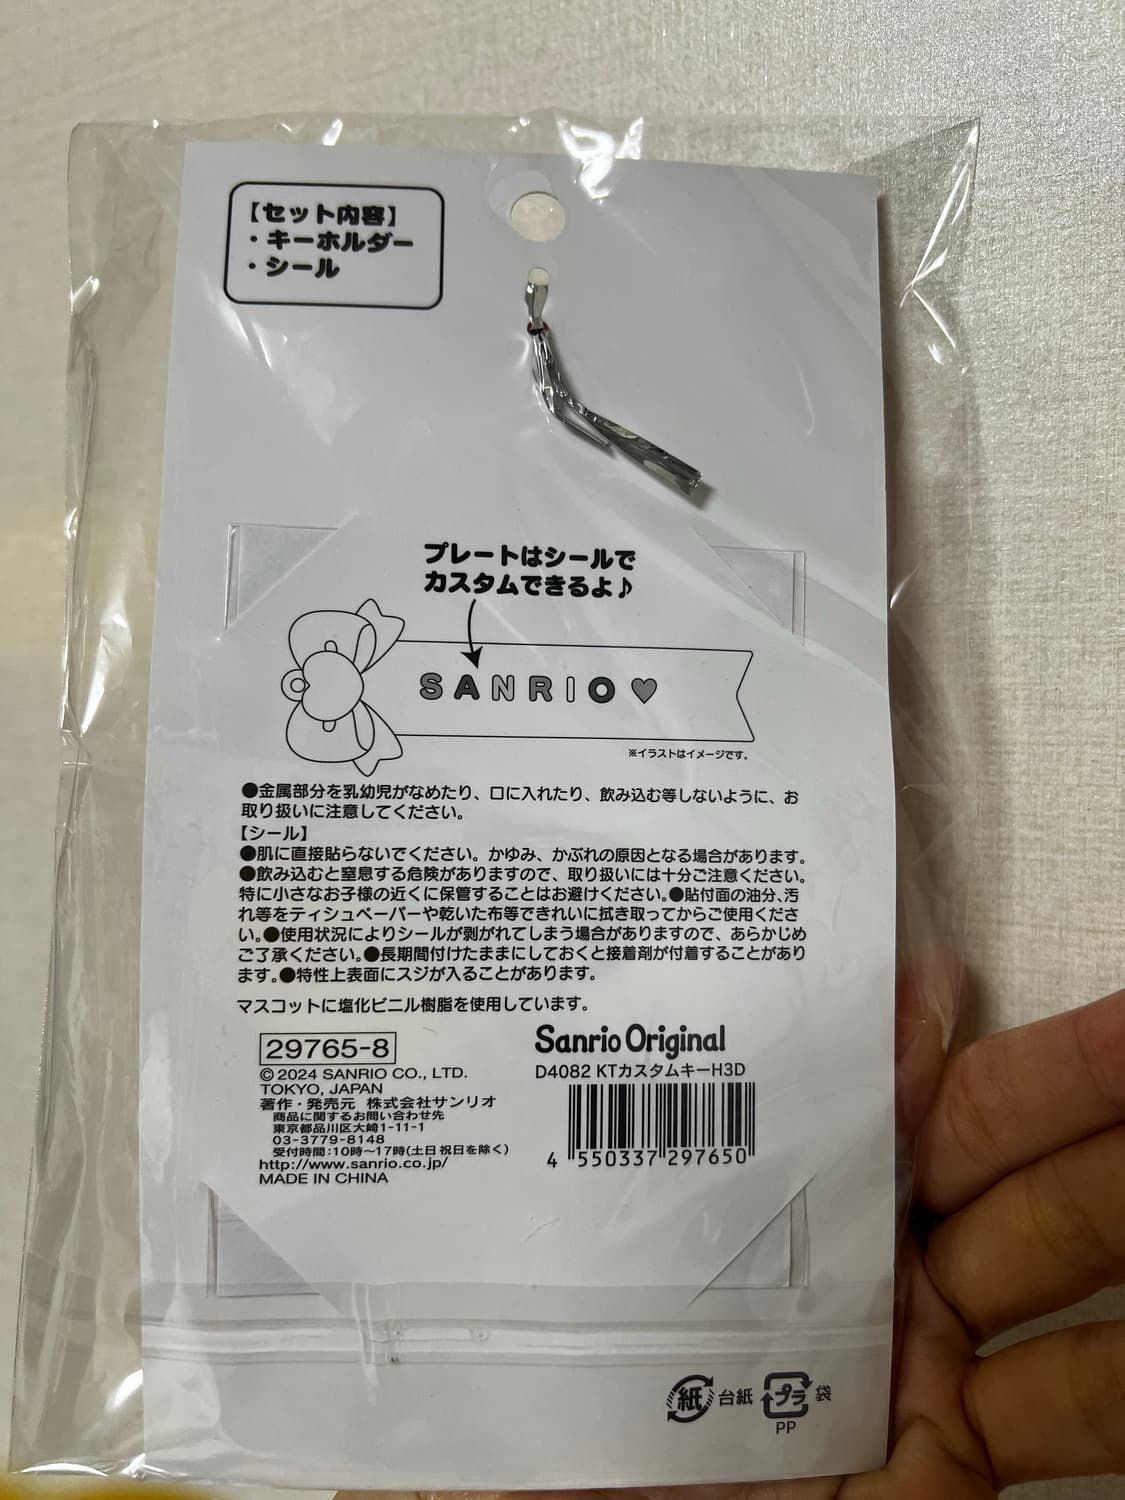 【セット内容】
・キーホルダー
・シール
プレートはシールで
カスタムできるよ♪
SANRIO♥
※イラストはイメージです。
●金属部分を乳幼児がなめたり、口に入れたり、飲み込む等しないように、お
取り扱いに注意してください。
【シール】
●肌に直接貼らないでください。かゆみ、かぶれの原因となる場合があります。
●飲み込むと窒息する危険がありますので、取り扱いには十分ご注意ください。
特に小さなお子様の近くに保管することはお避けください。●貼付面の油分、汚
れ等をティシュペーパーや乾いた布等できれいに拭き取ってからご使用くださ
い。●使用状況によりシールが剥がれてしまう場合がありますので、あらかじめ
ご了承ください。●長期間付けたままにしておくと接着剤が付着することがあり
ます。●特性上表面にスジが入ることがあります。
マスコットに塩化ビニル樹脂を使用しています。
29765-8
© 2024 SANRIO CO., LTD.
TOKYO, JAPAN
著作・発売元 株式会社サンリオ
商品に関するお問い合わせ先
東京都品川区大崎1-11-1
03-3779-8148
受付時間:10時〜17時(土日 祝日を除く)
http://www.sanrio.co.jp/
MADE IN CHINA
Sanrio Original
D4082 KTカスタムキーH3D
4 550337 297650
紙 台紙 プラ 袋
PP